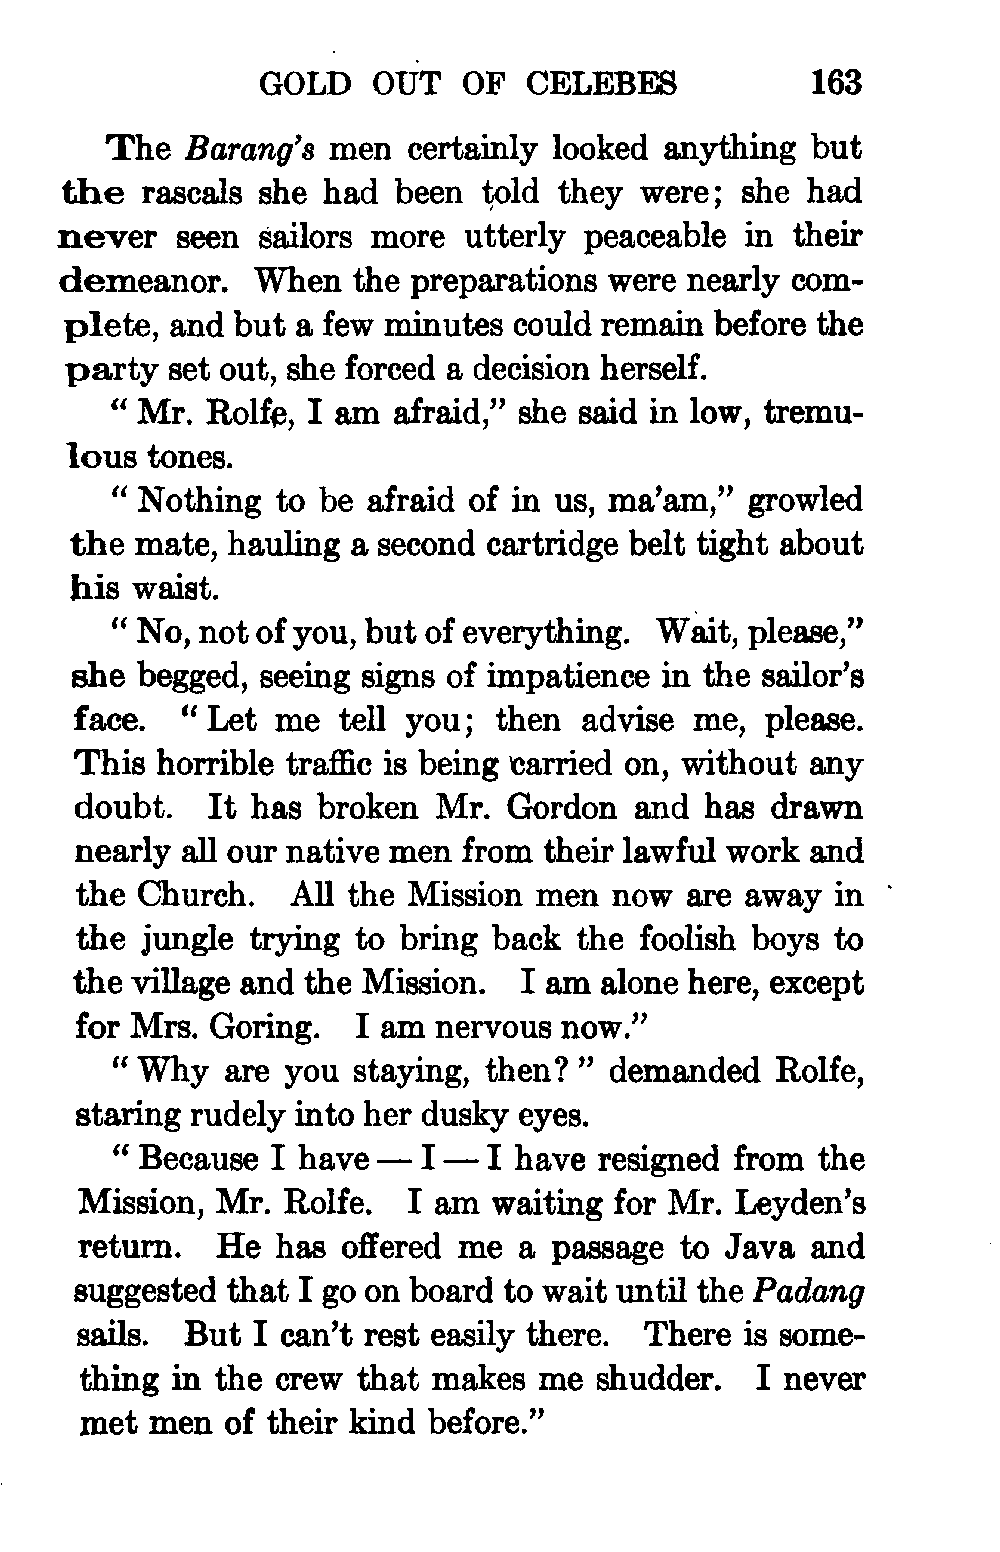 GOLD OUT OF CELEBES 163
The Barang's men certainly looked anything but
the rascals she had been told they were; she had
never seen sailors more utterly peaceable in their
demeanor. When the preparations were nearly com-
plete, and but a few minutes could remain before the
party set out, she forced a decision herself.
“ Mr. Rolfe, I am afraid,” she said in low, tremu-
lous tones.
“ Nothing to be afraid of in us, ma’am,” growled
the mate, hauling a second cartridge belt tight about
his waist.
“ No, not of you, but of everything. Wait, please,”
she begged, seeing signs of impatience in the sailor’s
face. “ Let me tell you; then advise me, please.
This horrible traffic is being carried on, without any
doubt. It has broken Mr. Gordon and has drawn
nearly all our native men from their lawful work and
the Church. All the Mission men now are away in
the jungle trying to bring back the foolish boys to
the village and the Mission. I am alone here, except
for Mrs. Goring. I am nervous now.”
“ Why are you staying, then? ” demanded Rolfe,
staring rudely into her dusky eyes.
“ Because I have — I — I have resigned from the
Mission, Mr. Rolfe. I am waiting for Mr. Leyden’s
return. He has offered me a passage to Java and
suggested that I go on board to wait until the Padang
sails. But I can’t rest easily there. There is some-
thing in the crew that makes me shudder. I never
met men of their kind before.”